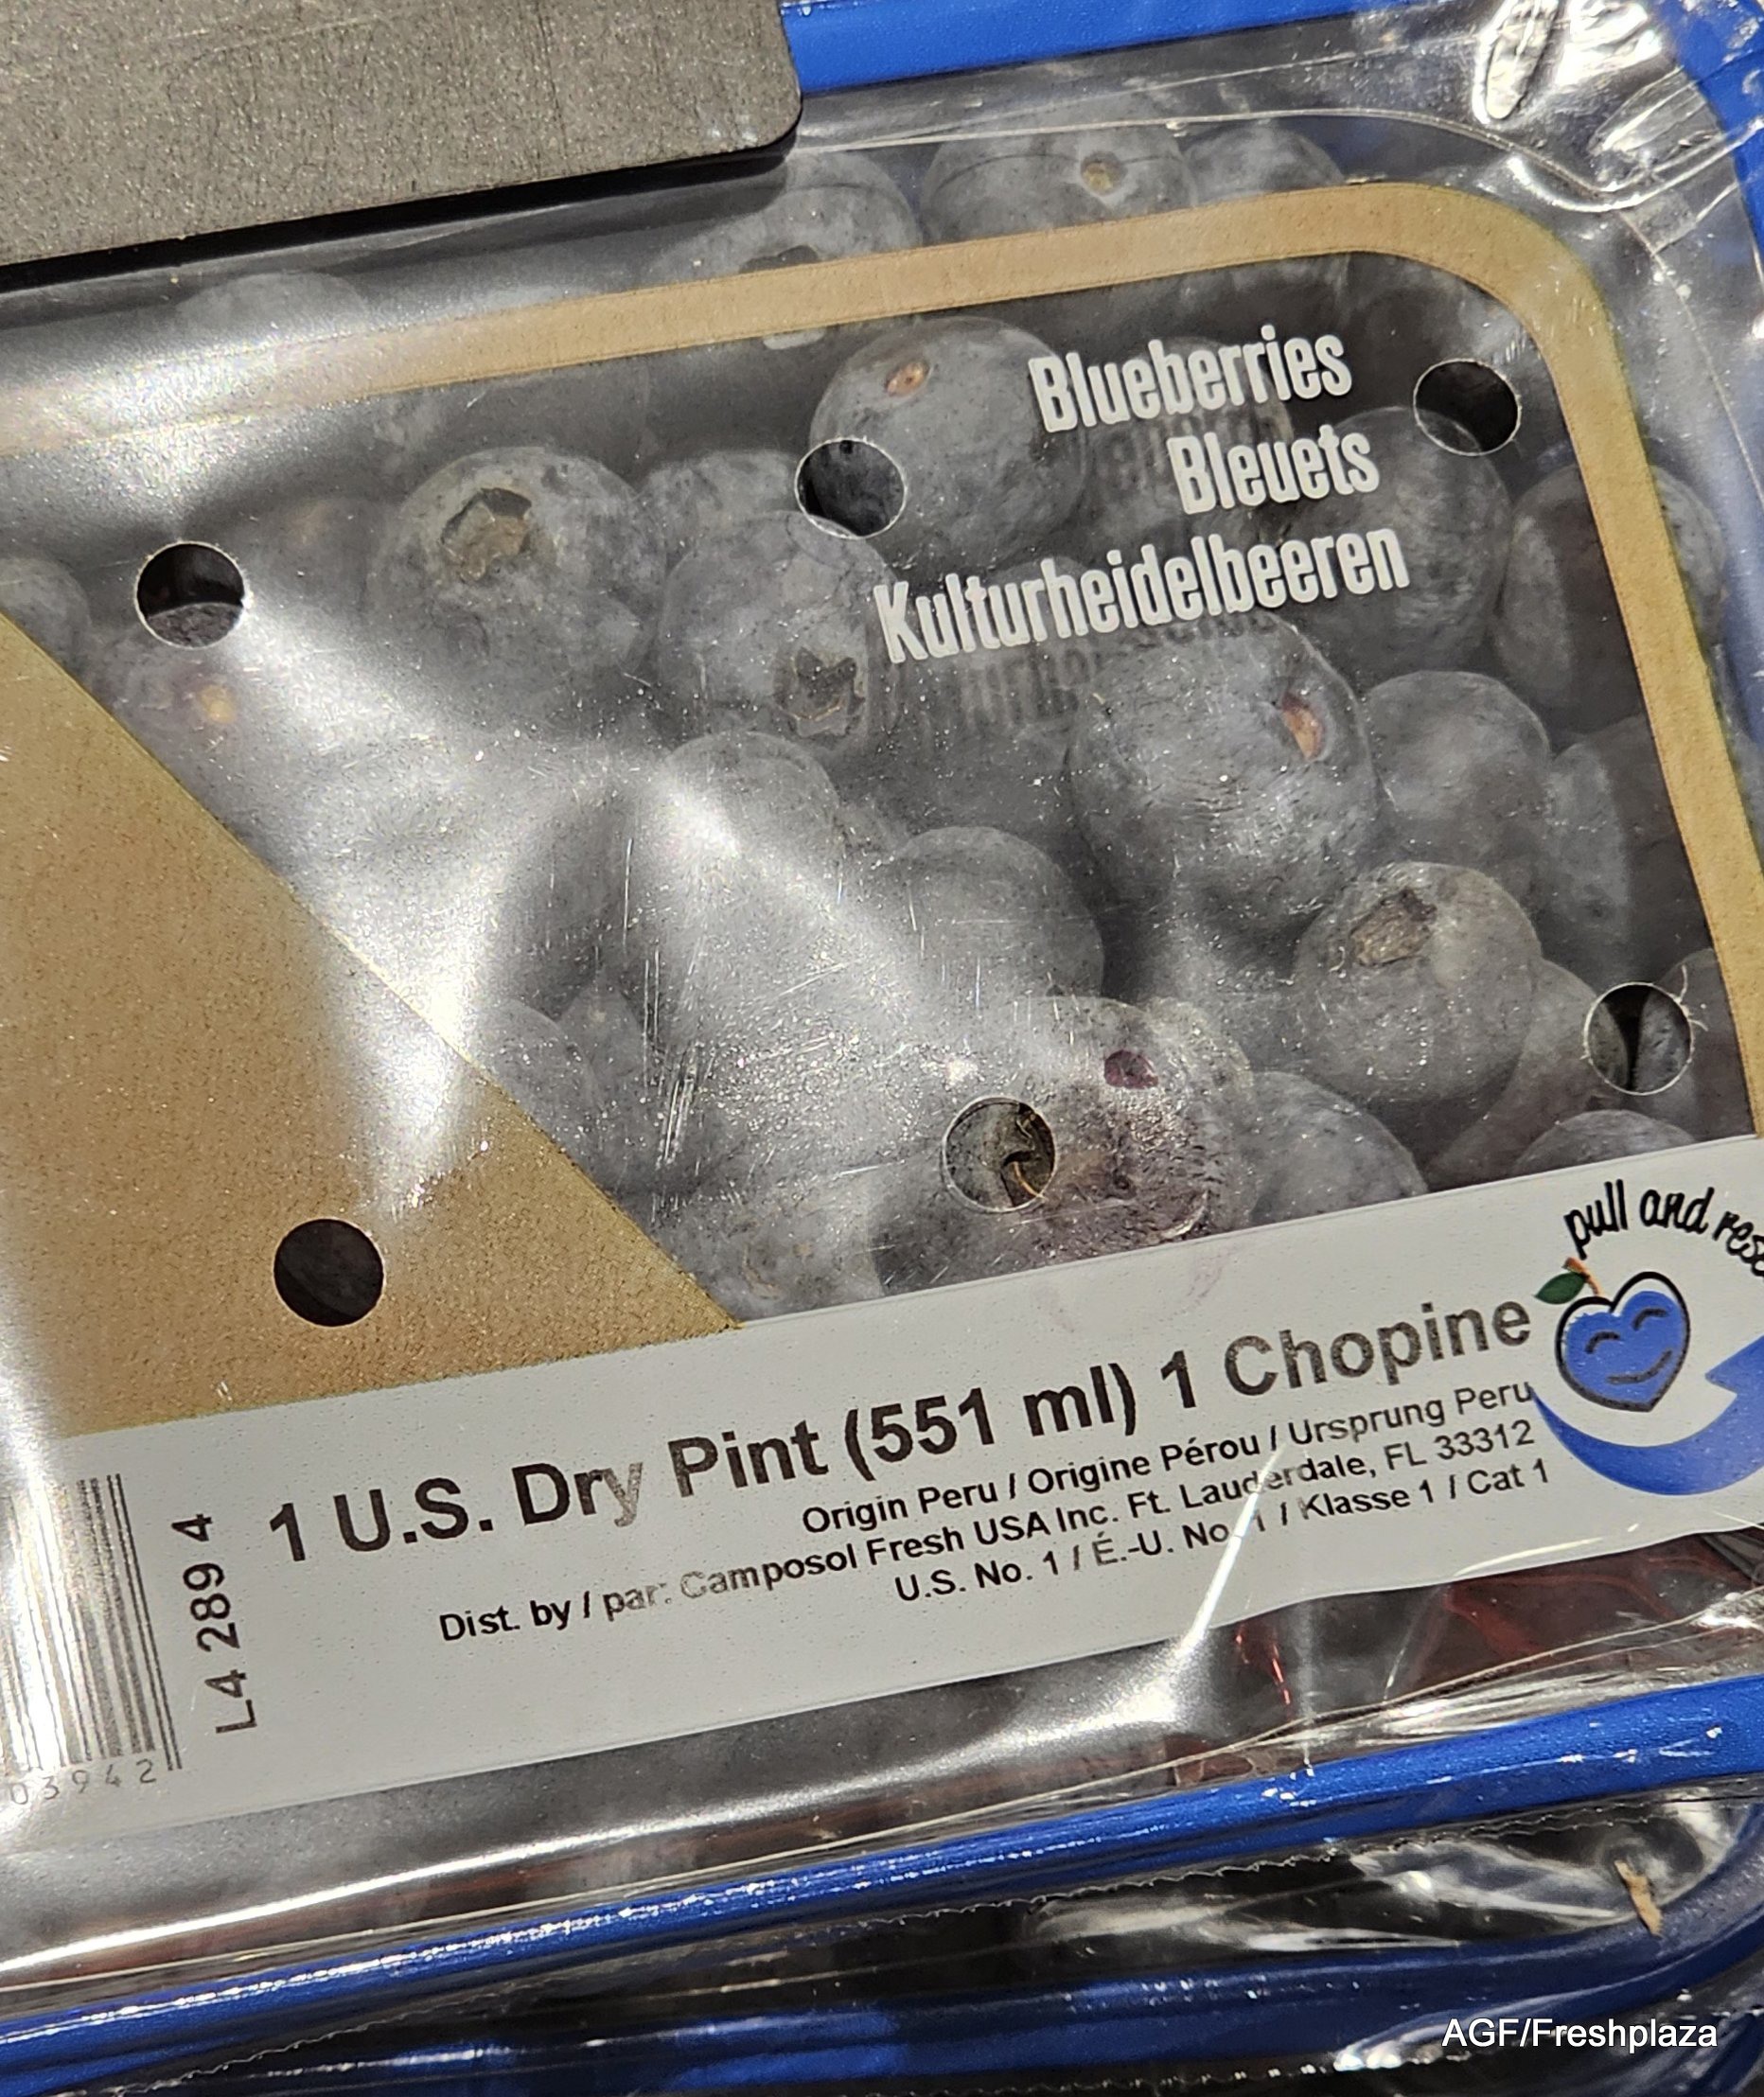 Blueberries
Bleuets
Kulturheidelbeeren
pull and
1 U.S. Dry Pint (551 ml) 1 Chopine
Origin Peru / Origine Pérou / Ursprung Peru
Dist. by / par: Camposol Fresh USA Inc. Ft. Lauderdale, FL 33312
U.S. No. 1 / É.-U. No. 1 / Klasse 1 / Cat 1
L4 289 4
03942
AGF/Freshplaza